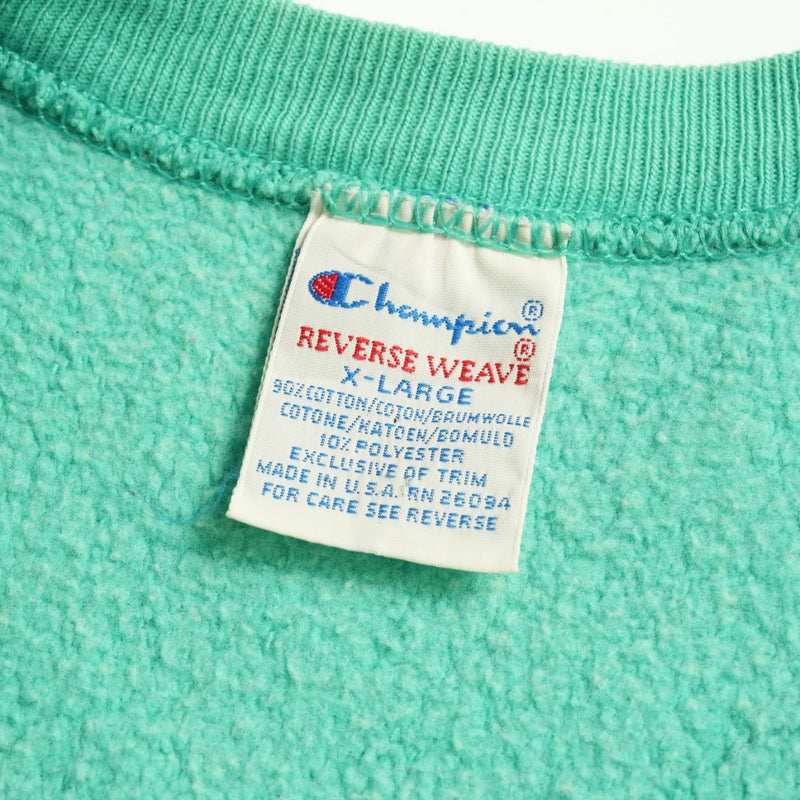 Champion®
REVERSE WEAVE®
X-LARGE
90% COTTON/COTON/BAUMWOLLE
COTONE/KATOEN/BOMULD
10% POLYESTER
EXCLUSIVE OF TRIM
MADE IN U.S.A. RN 26094
FOR CARE SEE REVERSE